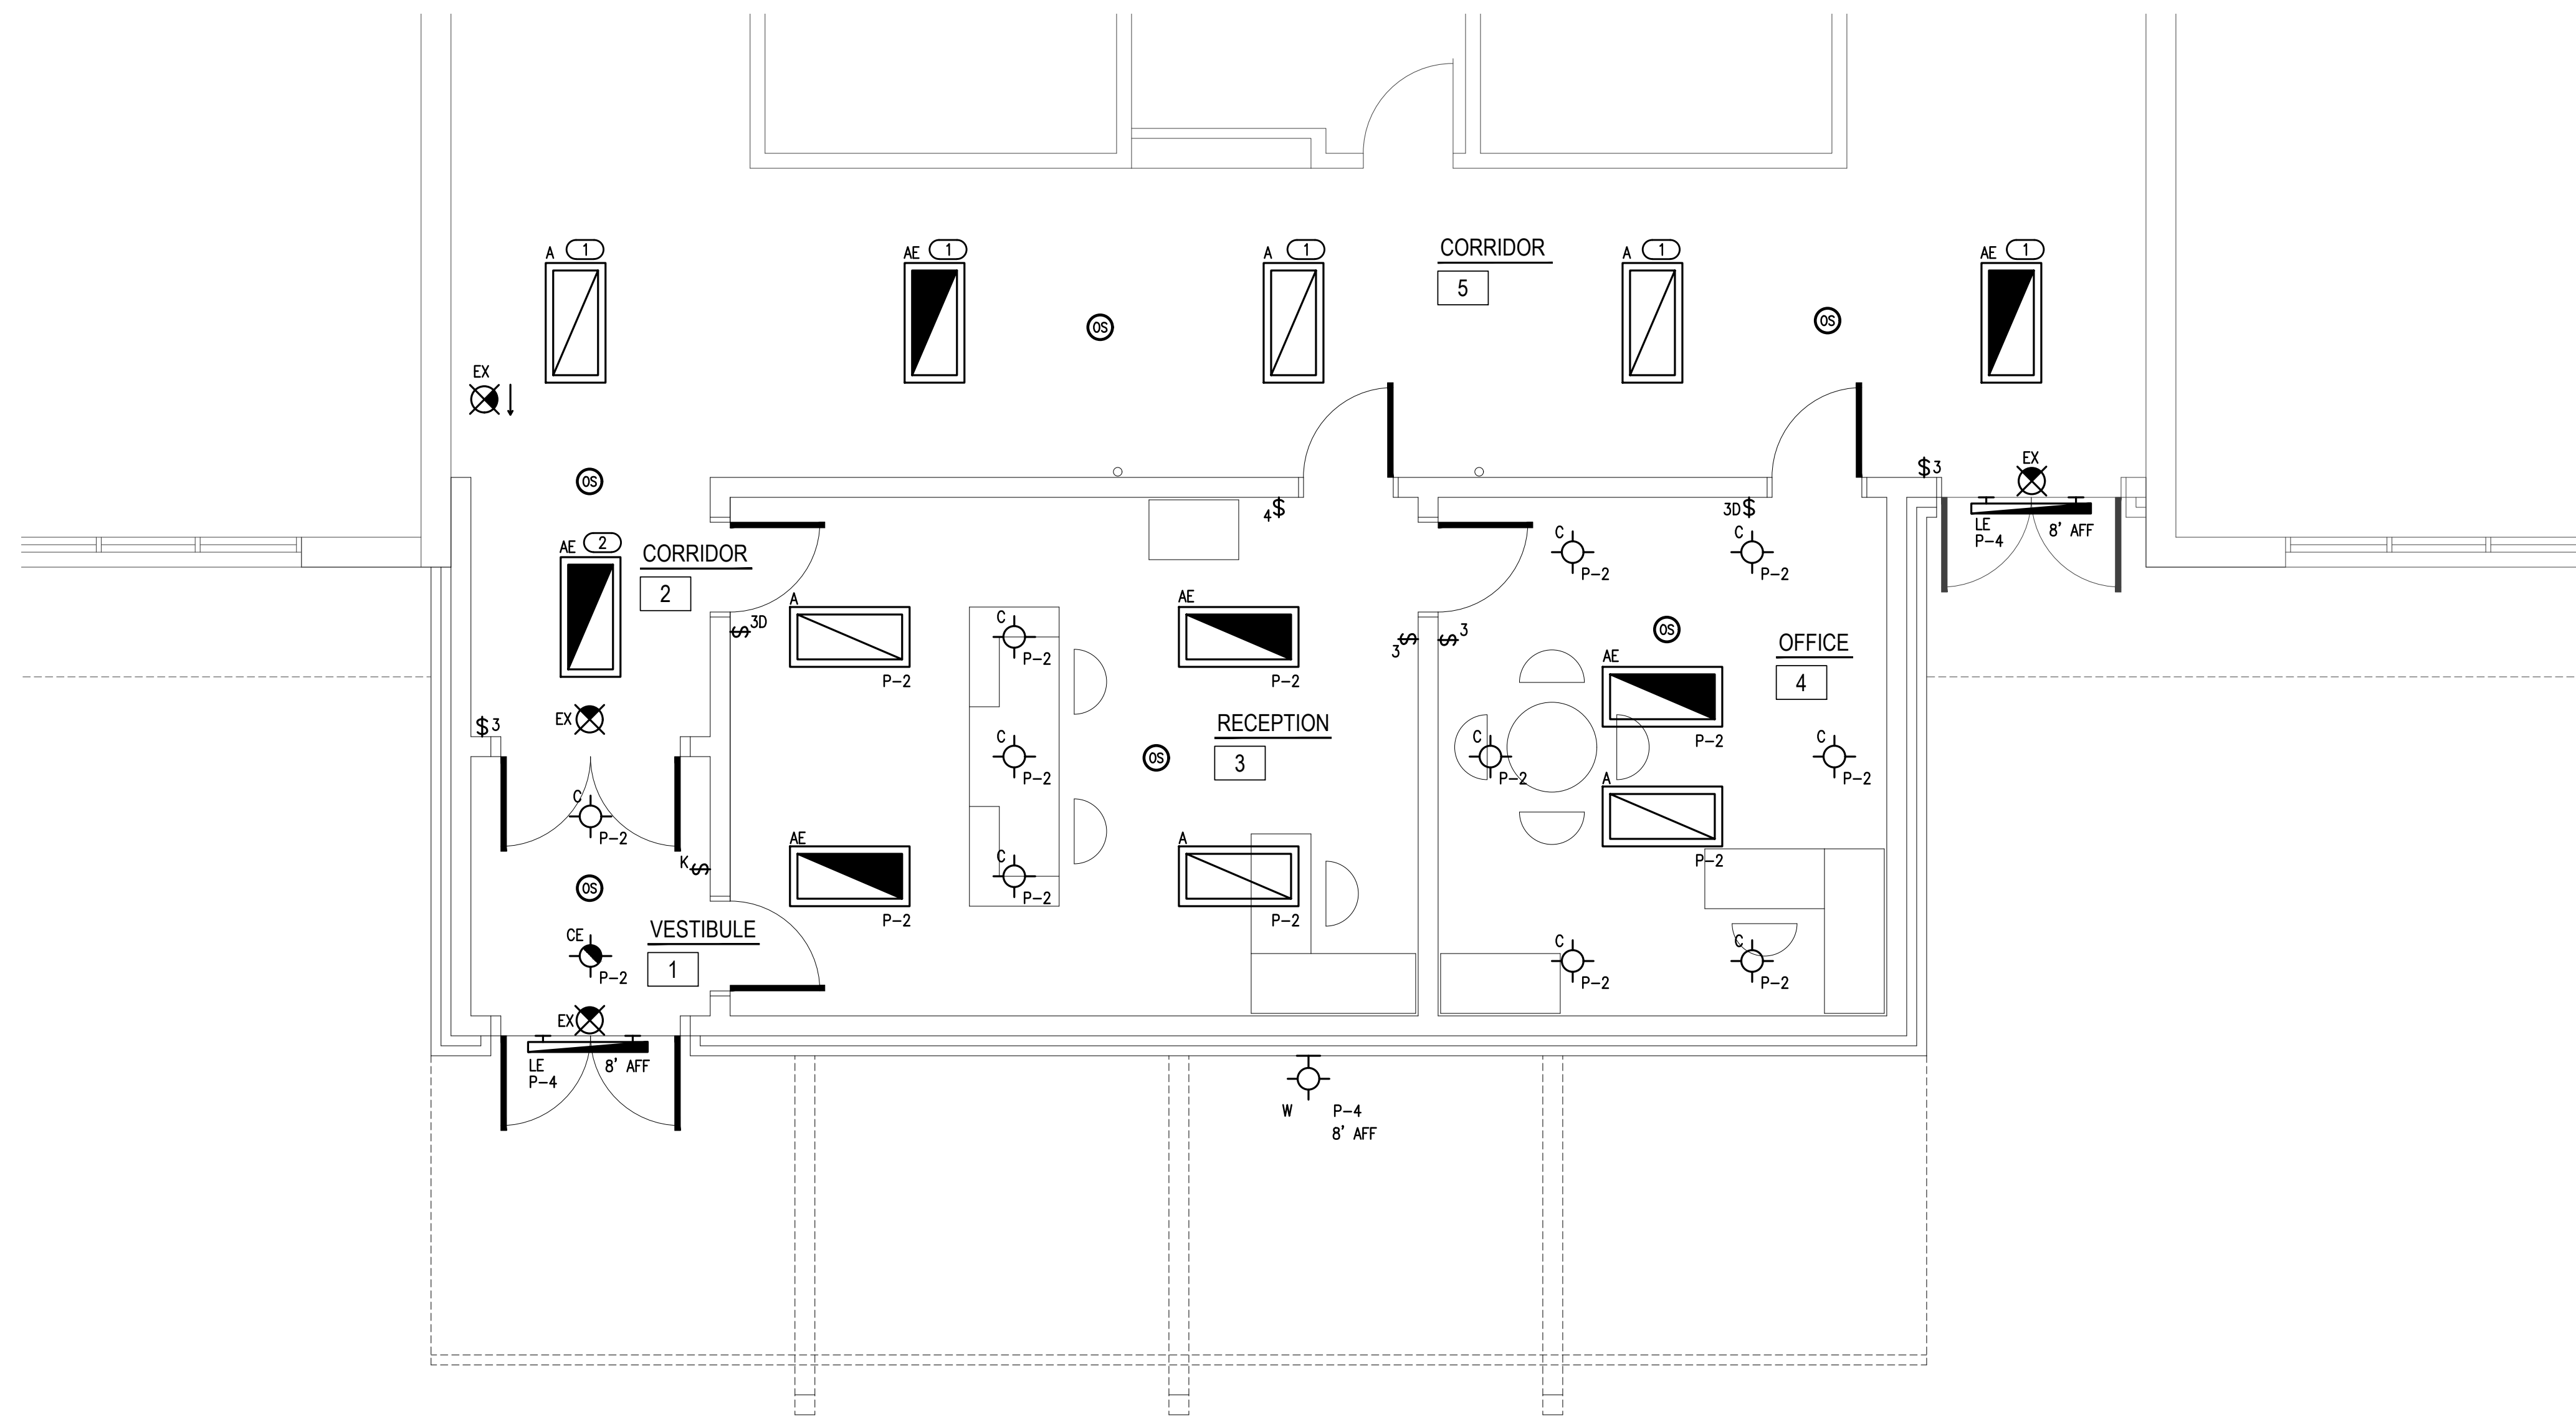 A 1
AE 1
A 1
CORRIDOR
5
A 1
AE 1
OS
OS
EX
OS
$3
EX
4$
3D$
LE
P-4
8' AFF
AE 2
CORRIDOR
2
$3D
A
P-2
C
P-2
AE
P-2
3$
$3
C
P-2
C
P-2
OS
OFFICE
4
AE
P-2
$3
EX
RECEPTION
3
C
P-2
OS
C
P-2
C
P-2
A
P-2
C
P-2
K$
AE
P-2
C
P-2
A
P-2
OS
VESTIBULE
1
CE
P-2
C
P-2
C
P-2
EX
LE
P-4
8' AFF
W
P-4
8' AFF